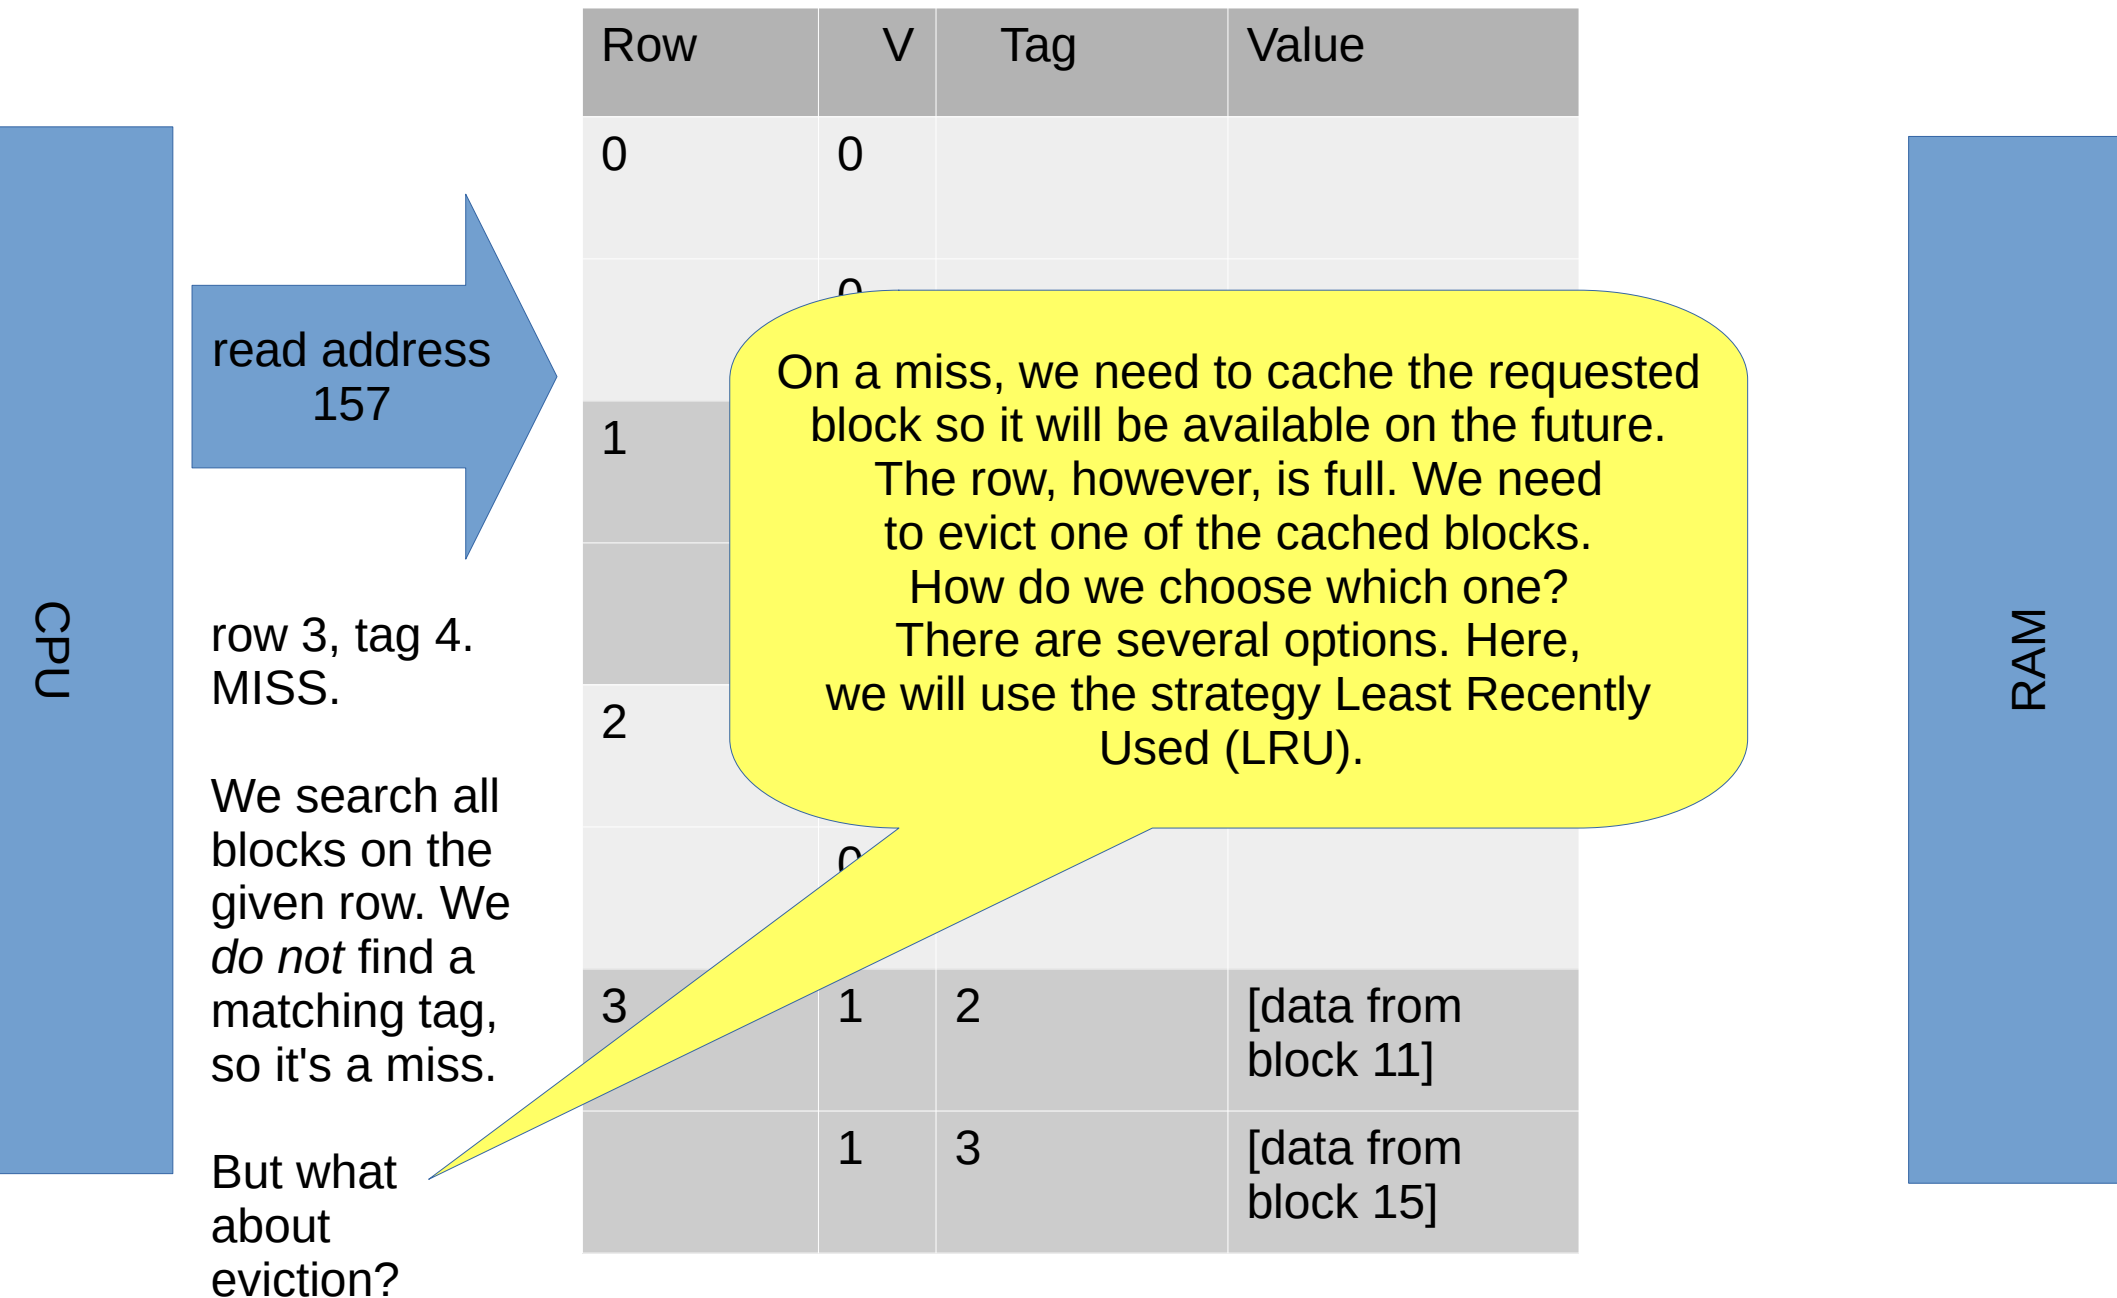 Row V Tag Value
0 0
0
read address
157
1
CPU
row 3, tag 4.
MISS.
We search all
blocks on the
given row. We
do not find a
matching tag,
so it's a miss.
But what
about
eviction?
On a miss, we need to cache the requested
block so it will be available on the future.
The row, however, is full. We need
to evict one of the cached blocks.
How do we choose which one?
There are several options. Here,
we will use the strategy Least Recently
Used (LRU).
2
0
3 1 2 [data from
block 11]
1 3 [data from
block 15]
RAM